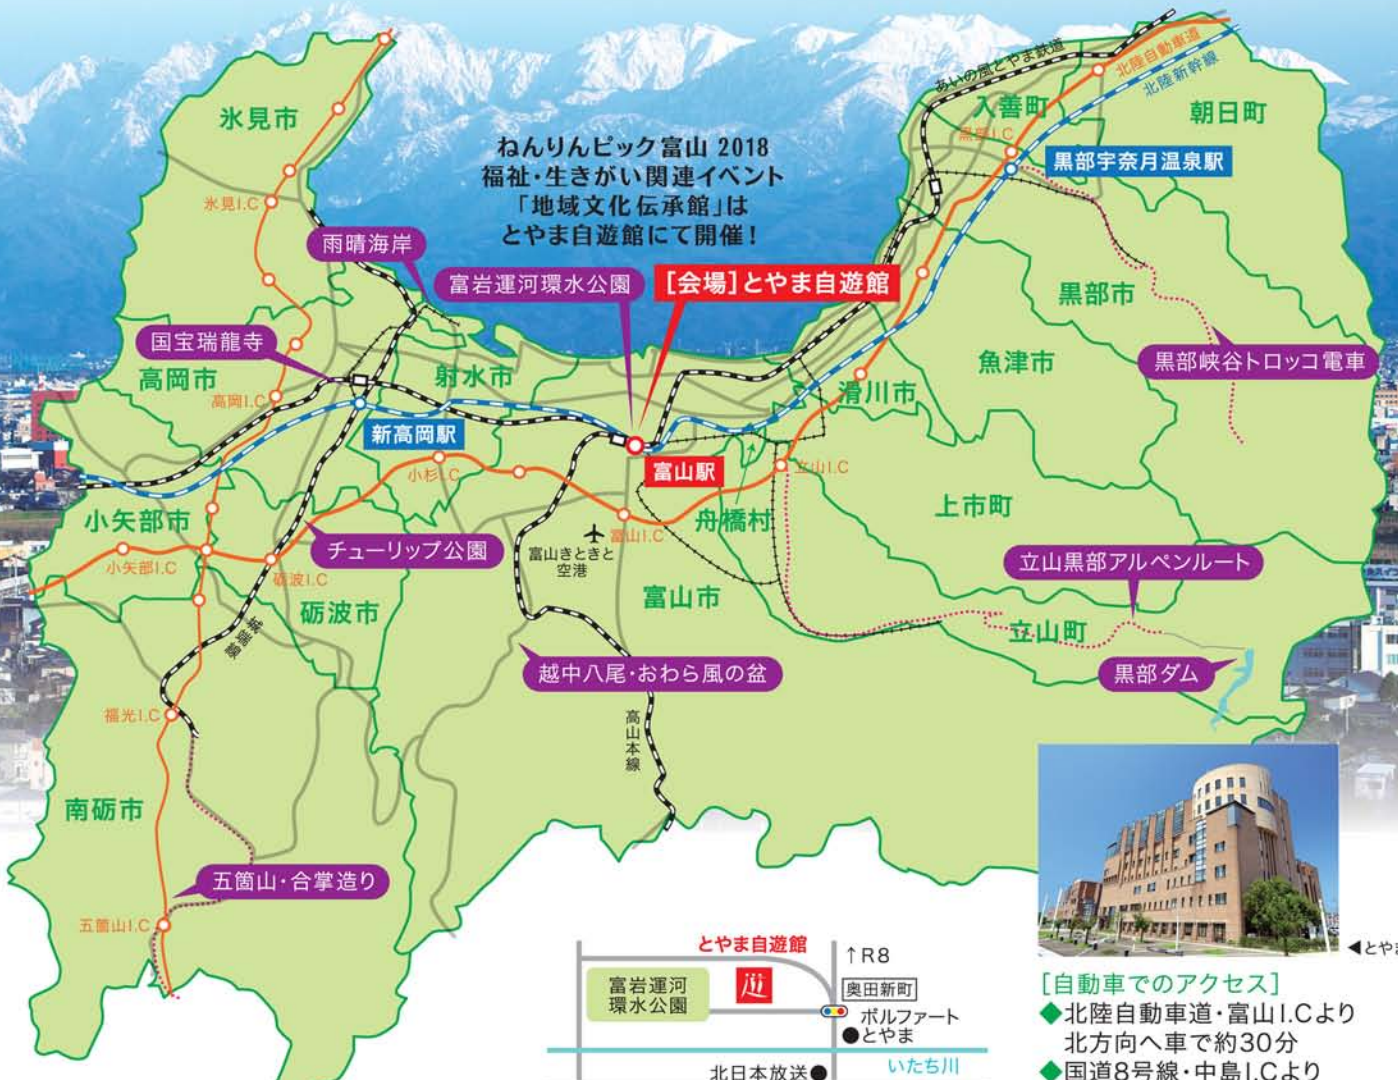 あいの風とやま鉄道
北陸自動車道
北陸新幹線
氷見市
入善町
朝日町
黒部I.C
ねんりんピック富山 2018
福祉・生きがい関連イベント
「地域文化伝承館」は
とやま自遊館にて開催！
黒部宇奈月温泉駅
氷見I.C
雨晴海岸
富岩運河環水公園
[会場]とやま自遊館
黒部市
国宝瑞龍寺
高岡市
射水市
魚津市
黒部峡谷トロッコ電車
高岡I.C
滑川市
新高岡駅
小杉I.C
富山駅
立山I.C
小矢部市
舟橋村
上市町
富山I.C
チューリップ公園
富山きときと
空港
小矢部I.C
砺波I.C
立山黒部アルペンルート
砺波市
富山市
城端線
立山町
越中八尾・おわら風の盆
黒部ダム
福光I.C
高山本線
南砺市
五箇山・合掌造り
五箇山I.C
とやま自遊館
↑R8
富岩運河
環水公園
奥田新町
ボルファート
●とやま
いたち川
北日本放送●
◀とやま
[自動車でのアクセス]
◆北陸自動車道・富山I.Cより
北方向へ車で約30分
◆国道8号線・中島I.Cより